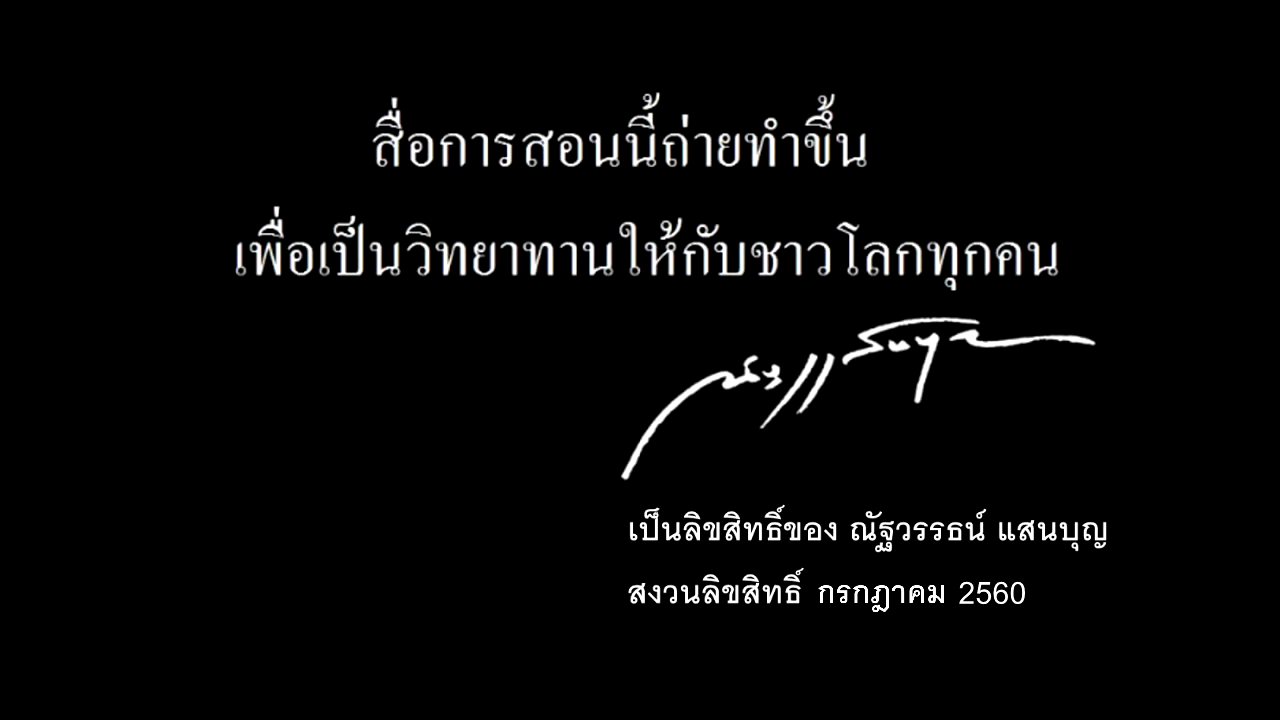 สื่อการสอนนี้ถ่ายทำขึ้น
เพื่อเป็นวิทยาทานให้กับชาวโลกทุกคน
เป็นลิขสิทธิ์ของ ณัฐวรรธน์ แสนบุญ
สงวนลิขสิทธิ์ กรกฎาคม 2560